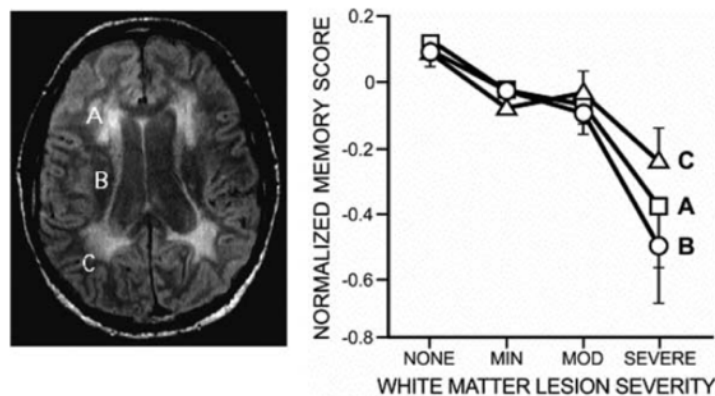 A
B
C
NORMALIZED MEMORY SCORE
0.2
0
-0.2
-0.4
-0.6
-0.8
C
A
B
NONE MIN MOD SEVERE
WHITE MATTER LESION SEVERITY